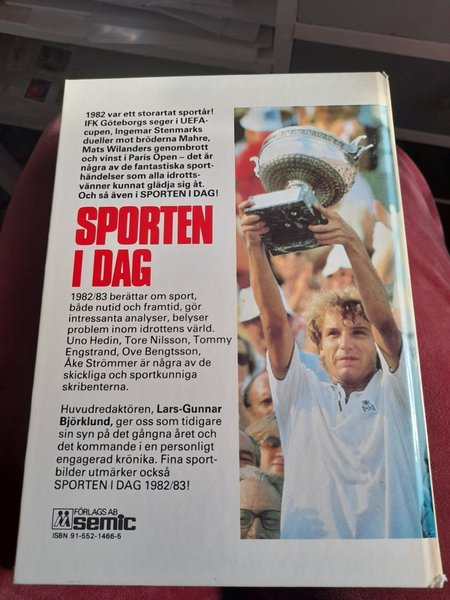 1982 var ett storartat sportår!
IFK Göteborgs seger i UEFA-
cupen, Ingemar Stenmarks
dueller mot bröderna Mahre,
Mats Wilanders genombrott
och vinst i Paris Open – det är
några av de fantastiska sport-
händelser som alla idrotts-
vänner kunnat glädja sig åt.
Och så även i SPORTEN I DAG!
SPORTEN
I DAG
1982/83 berättar om sport,
både nutid och framtid, gör
intressanta analyser, belyser
problem inom idrottens värld.
Uno Hedin, Tore Nilsson, Tommy
Engstrand, Ove Bengtsson,
Åke Strömmer är några av de
skickliga och sportkunniga
skribenterna.
Huvudredaktören, Lars-Gunnar
Björklund, ger oss som tidigare
sin syn på det gångna året och
det kommande i en personligt
engagerad krönika. Fina sport-
bilder utmärker också
SPORTEN I DAG 1982/83!
FÖRLAGS AB
semic
ISBN 91-552-1466-5